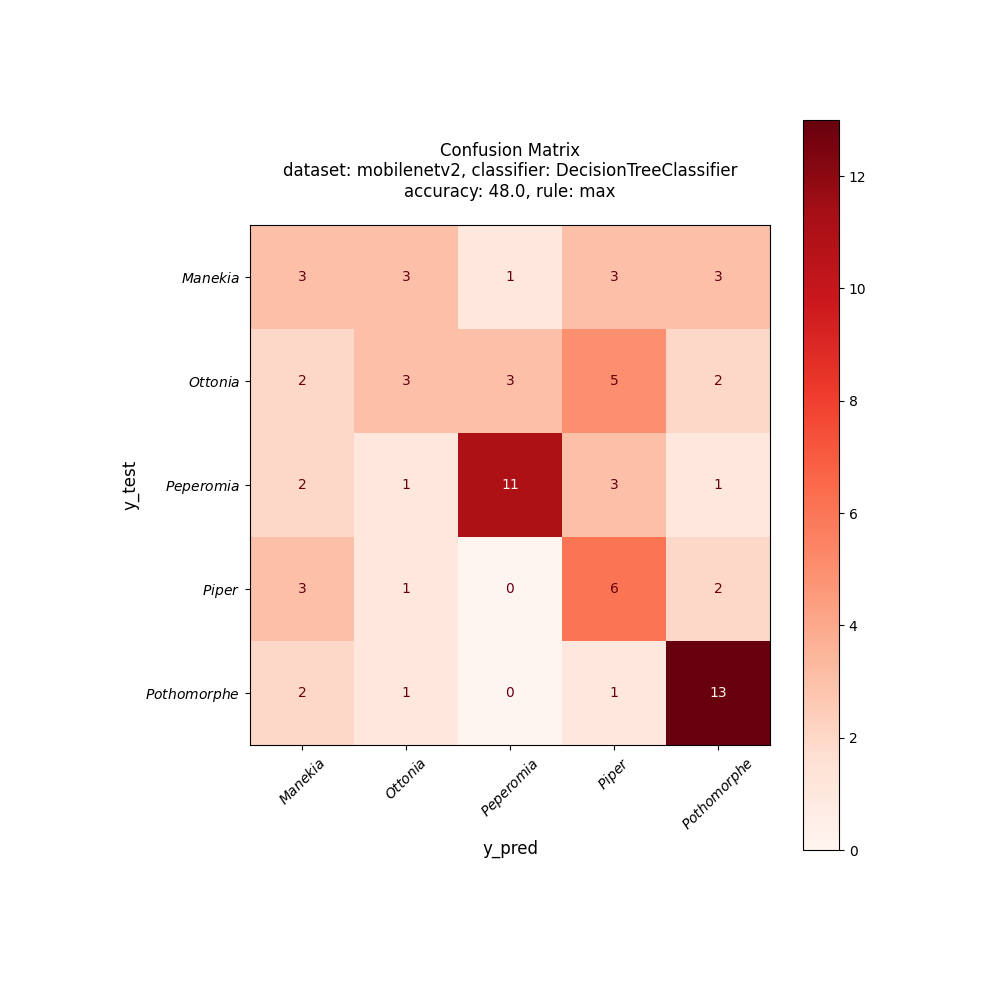 Confusion Matrix
dataset: mobilenetv2, classifier: DecisionTreeClassifier
accuracy: 48.0, rule: max
y_test
Manekia 3 3 1 3 3
Ottonia 2 3 3 5 2
Peperomia 2 1 11 3 1
Piper 3 1 0 6 2
Pothomorphe 2 1 0 1 13
Manekia Ottonia Peperomia Piper Pothomorphe
y_pred
12
10
8
6
4
2
0